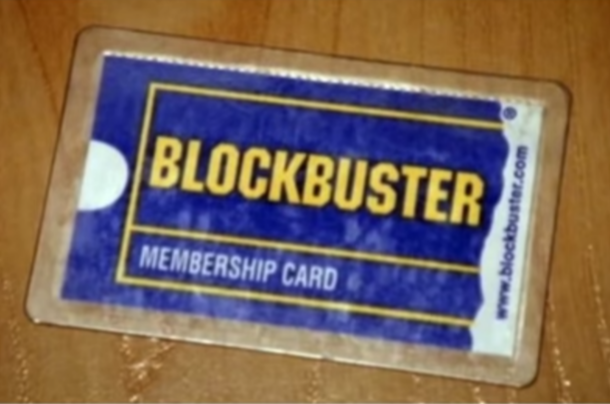 BLOCKBUSTER
MEMBERSHIP CARD
®
www.blockbuster.com